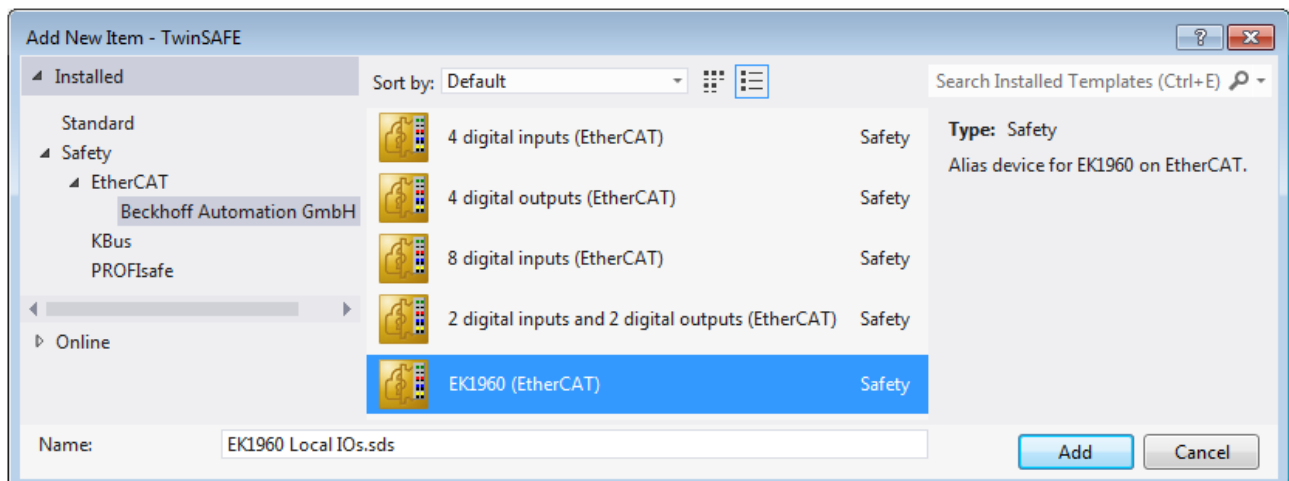 Add New Item - TwinSAFE
Installed
Sort by: Default
Search Installed Templates (Ctrl+E)
Standard
Safety
EtherCAT
Beckhoff Automation GmbH
KBus
PROFIsafe
Online
4 digital inputs (EtherCAT) Safety
4 digital outputs (EtherCAT) Safety
8 digital inputs (EtherCAT) Safety
2 digital inputs and 2 digital outputs (EtherCAT) Safety
EK1960 (EtherCAT) Safety
Type: Safety
Alias device for EK1960 on EtherCAT.
Name: EK1960 Local IOs.sds
Add Cancel